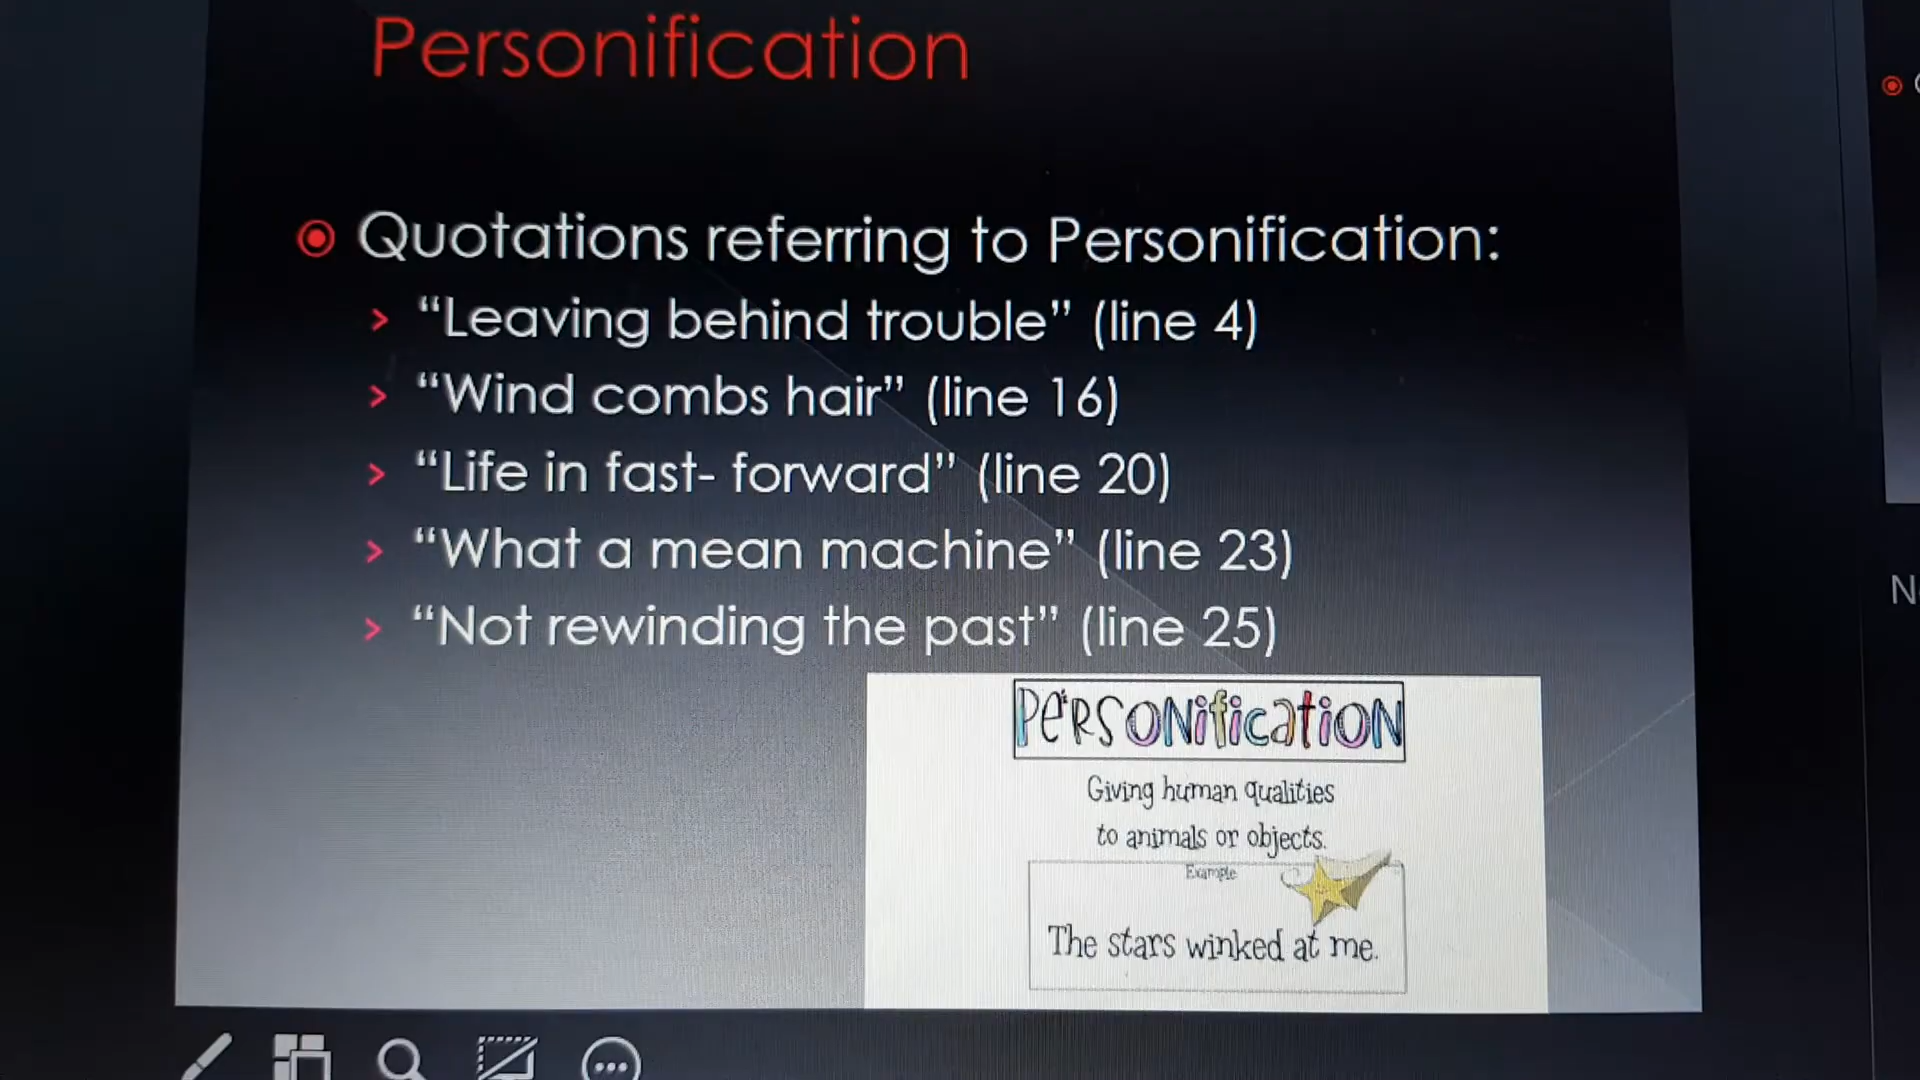 Personification
Quotations referring to Personification:
“Leaving behind trouble” (line 4)
“Wind combs hair” (line 16)
“Life in fast- forward” (line 20)
“What a mean machine” (line 23)
“Not rewinding the past” (line 25)
PERSONification
Giving human qualities
to animals or objects.
Example
The stars winked at me.